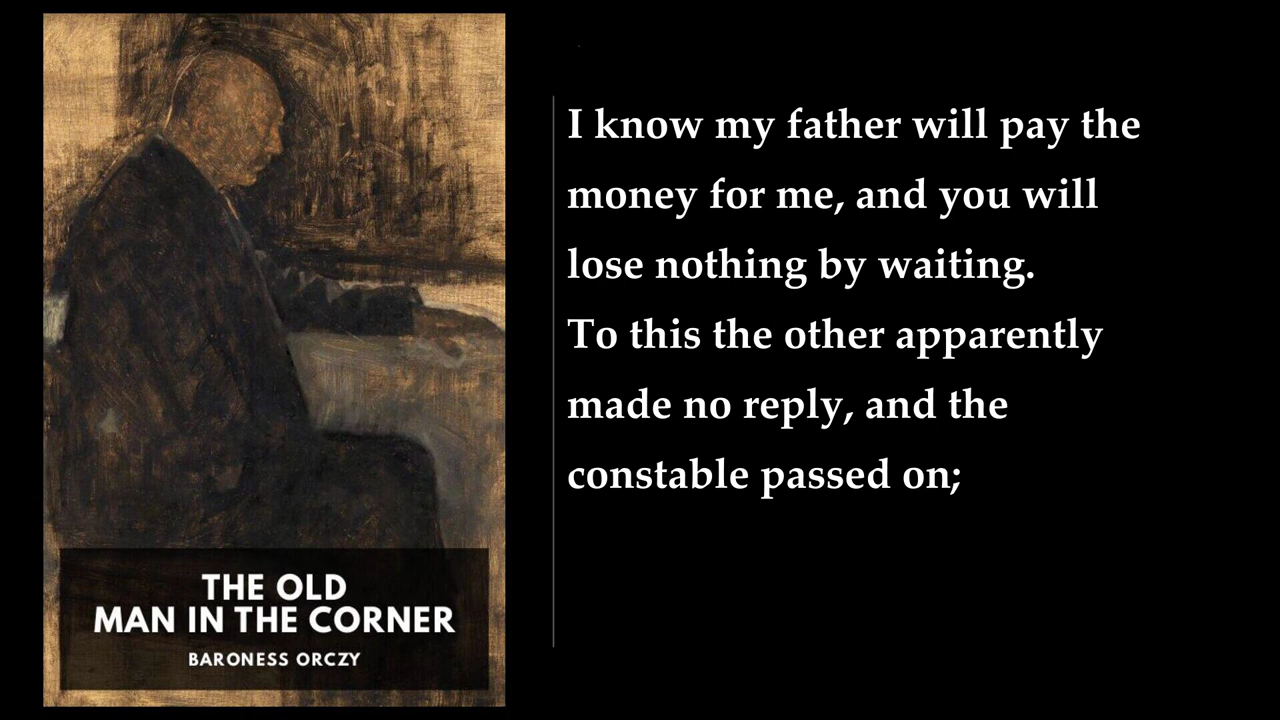 THE OLD
MAN IN THE CORNER
BARONESS ORCZY
I know my father will pay the
money for me, and you will
lose nothing by waiting.
To this the other apparently
made no reply, and the
constable passed on;